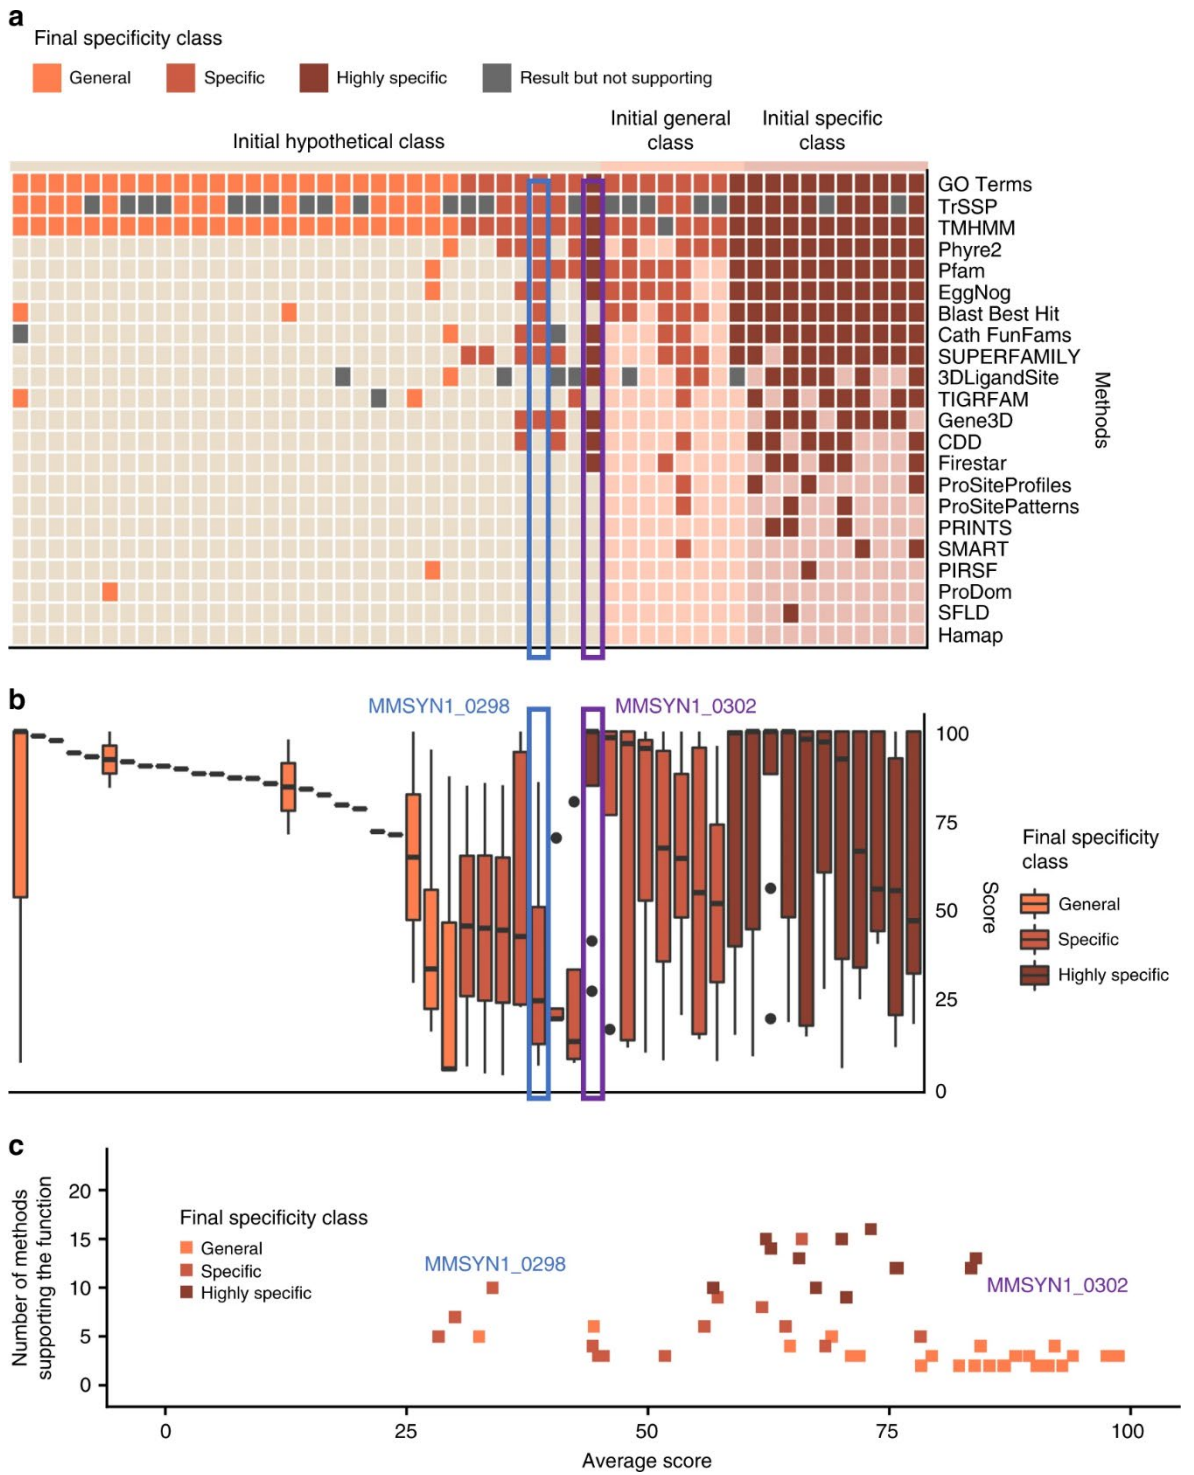 a
Final specificity class
General
Specific
Highly specific
Result but not supporting
Initial hypothetical class
Initial general
class
Initial specific
class
GO Terms
TrSSP
TMHMM
Phyre2
Pfam
EggNog
Blast Best Hit
Cath FunFams
SUPERFAMILY
3DLigandSite
TIGRFAM
Gene3D
CDD
Firestar
ProSiteProfiles
ProSitePatterns
PRINTS
SMART
PIRSF
ProDom
SFLD
Hamap
Methods
b
MMSYN1_0298
MMSYN1_0302
100
75
50
25
0
Score
Final specificity
class
General
Specific
Highly specific
c
Number of methods
supporting the function
20
15
10
5
0
Final specificity class
General
Specific
Highly specific
MMSYN1_0298
MMSYN1_0302
0
25
50
75
100
Average score